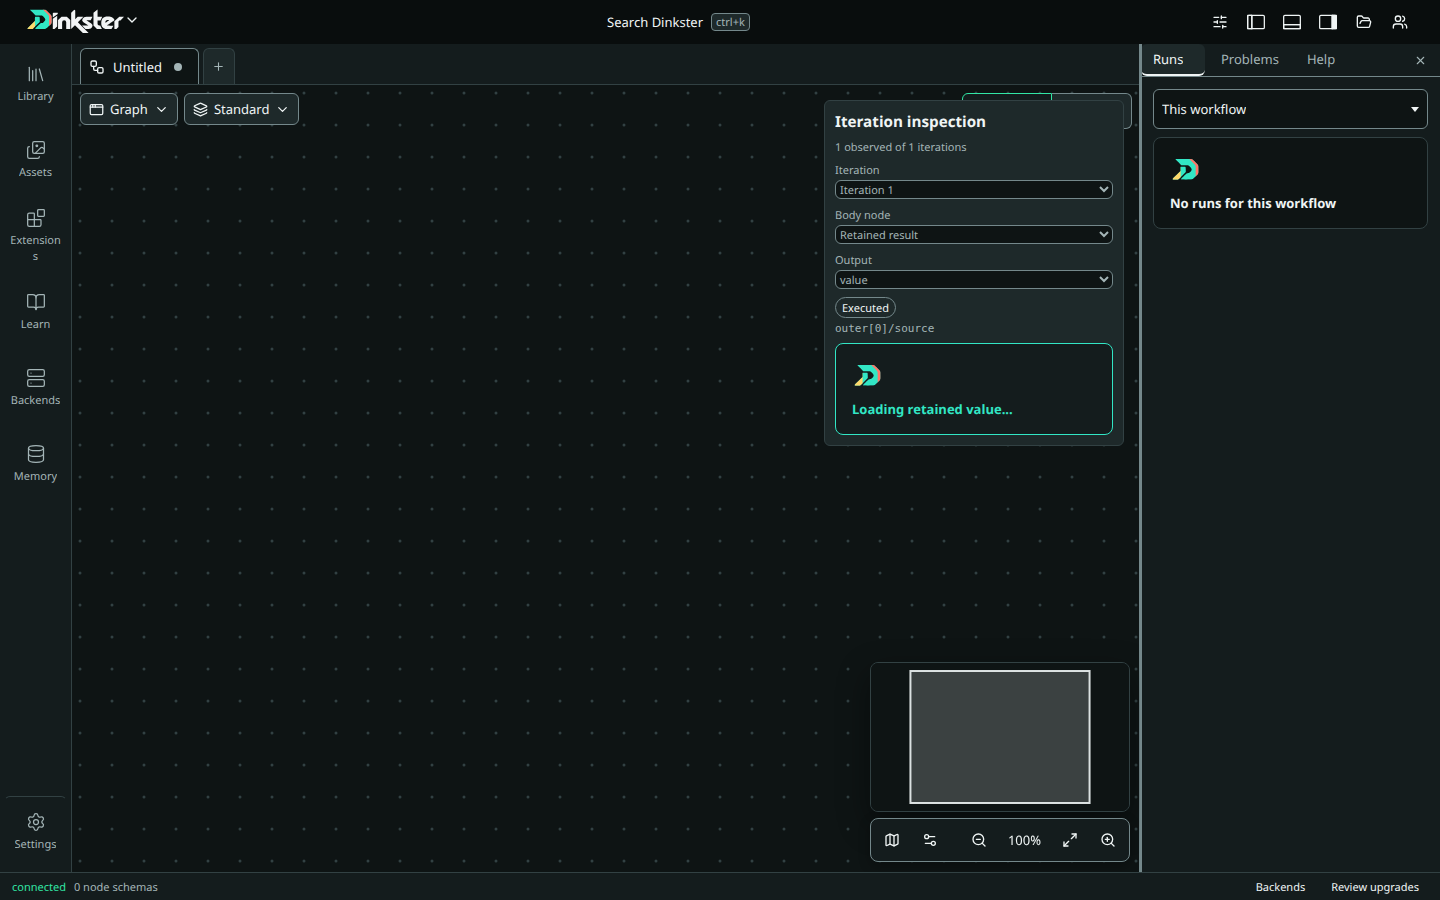 Dinkster
Search Dinkster ctrl+k
Library
Assets
Extension
s
Learn
Backends
Memory
Settings
Untitled
Graph
Standard
Iteration inspection
1 observed of 1 iterations
Iteration
Iteration 1
Body node
Retained result
Output
value
Executed
outer[0]/source
Loading retained value...
100%
Runs Problems Help
This workflow
No runs for this workflow
connected 0 node schemas
Backends Review upgrades